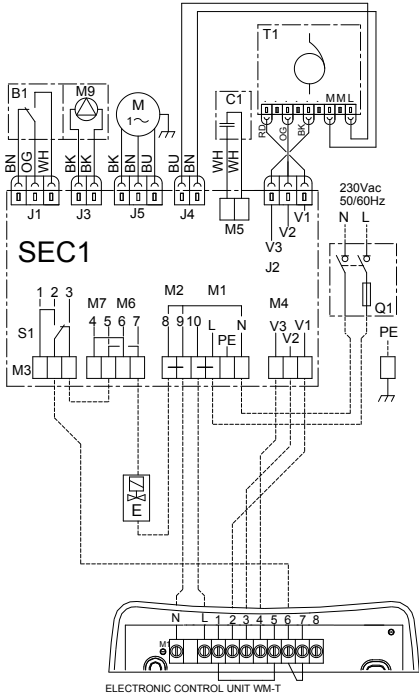 T1
B1
M9
M
1~
C1
M M L
RD
OG
BK
BN
OG
WH
BK
BK
BK
BN
BU
BU
BN
WH
WH
J1
J3
J5
J4
M5
V1
V2
V3
J2
230Vac
50/60Hz
N L
Q1
PE
SEC1
1 2 3
S1
M3
M7 M6
4 5 6 7
M2 M1
8 9 10 L PE N
M4
V3 V2 V1
E
N L 1 2 3 4 5 6 7 8
ELECTRONIC CONTROL UNIT WM-T